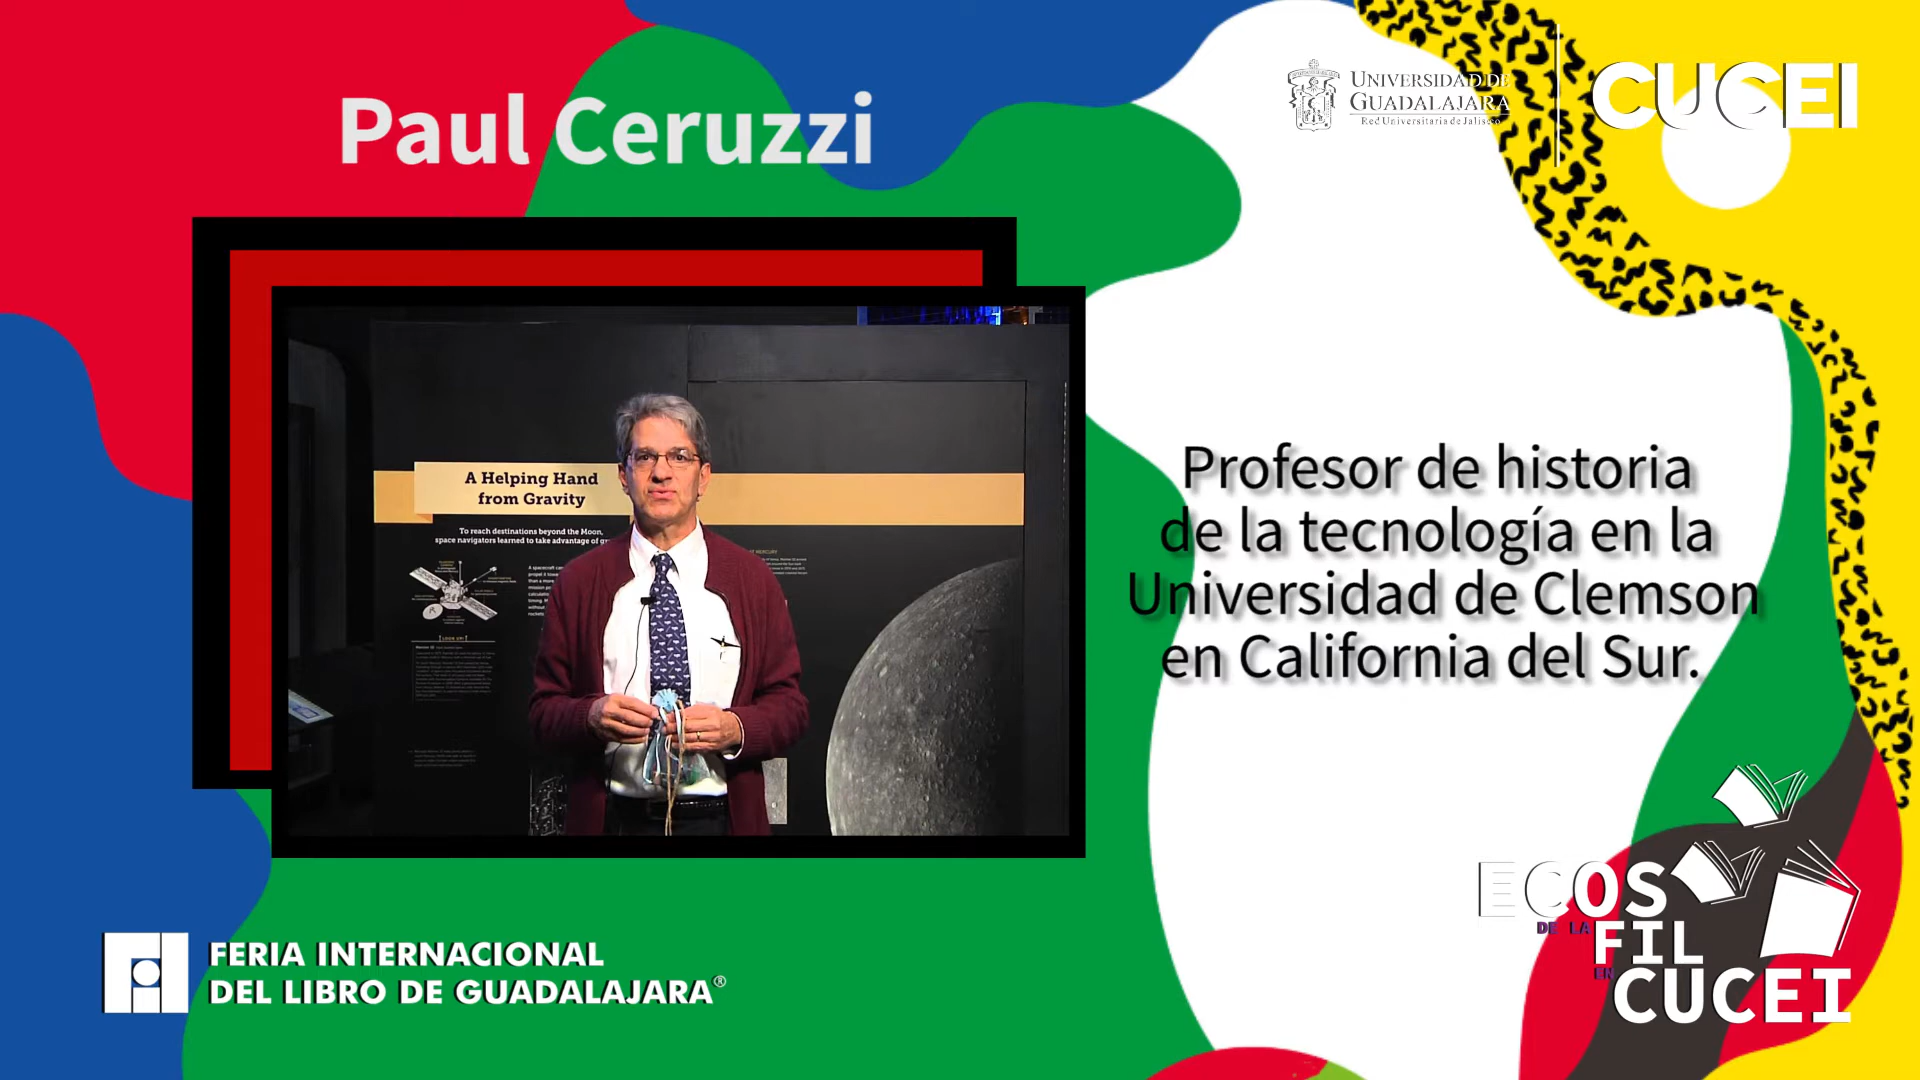 Paul Ceruzzi
UNIVERSIDAD DE
GUADALAJARA
Red Universitaria de Jalisco
CUCEI
A Helping Hand
from Gravity
To reach destinations beyond the Moon,
space navigators learned to take advantage of
Profesor de historia
de la tecnología en la
Universidad de Clemson
en California del Sur.
FERIA INTERNACIONAL
DEL LIBRO DE GUADALAJARA®
ECOS
DE LA
FIL
EN
CUCEI